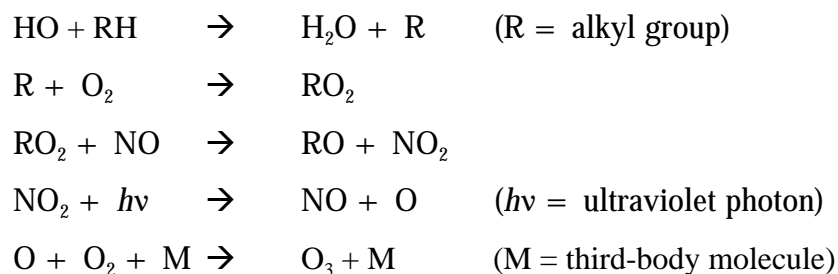 HO + RH → H₂O + R (R = alkyl group)
R + O₂ → RO₂
RO₂ + NO → RO + NO₂
NO₂ + hν → NO + O (hν = ultraviolet photon)
O + O₂ + M → O₃ + M (M = third-body molecule)